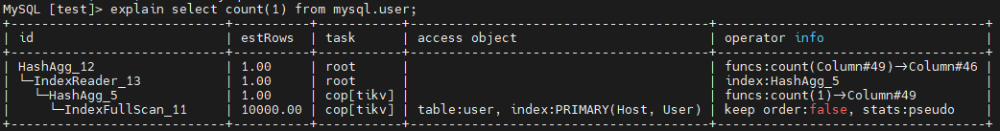 MySQL [test]> explain select count(1) from mysql.user;
+----------------------------+----------+-----------+-------------------------------------+----------------------------------+
| id                         | estRows  | task      | access object                       | operator info                    |
+----------------------------+----------+-----------+-------------------------------------+----------------------------------+
| HashAgg_12                 | 1.00     | root      |                                     | funcs:count(Column#49)->Column#46 |
| └─IndexReader_13           | 1.00     | root      |                                     | index:HashAgg_5                  |
|   └─HashAgg_5              | 1.00     | cop[tikv] |                                     | funcs:count(1)->Column#49        |
|     └─IndexFullScan_11     | 10000.00 | cop[tikv] | table:user, index:PRIMARY(Host, User) | keep order:false, stats:pseudo   |
+----------------------------+----------+-----------+-------------------------------------+----------------------------------+